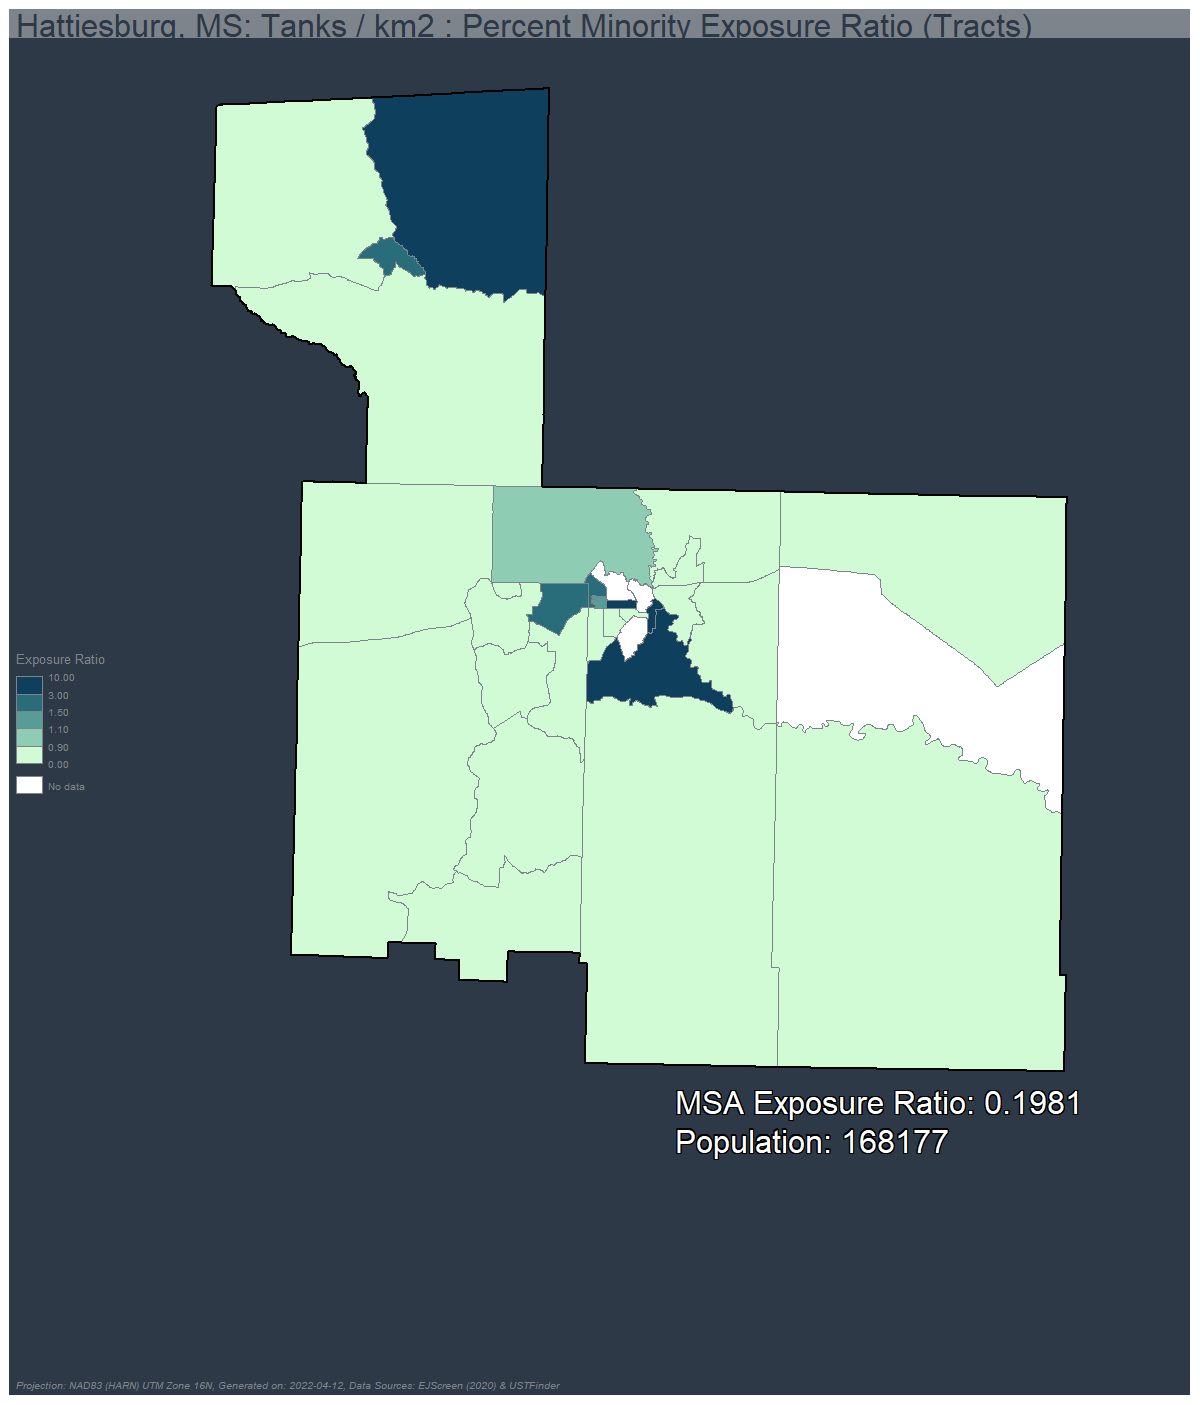 Hattiesburg, MS: Tanks / km2 : Percent Minority Exposure Ratio (Tracts)
Exposure Ratio
10.00
3.00
1.50
1.10
0.90
0.00
No data
MSA Exposure Ratio: 0.1981
Population: 168177
Projection: NAD83 (HARN) UTM Zone 16N, Generated on: 2022-04-12, Data Sources: EJScreen (2020) & USTFinder